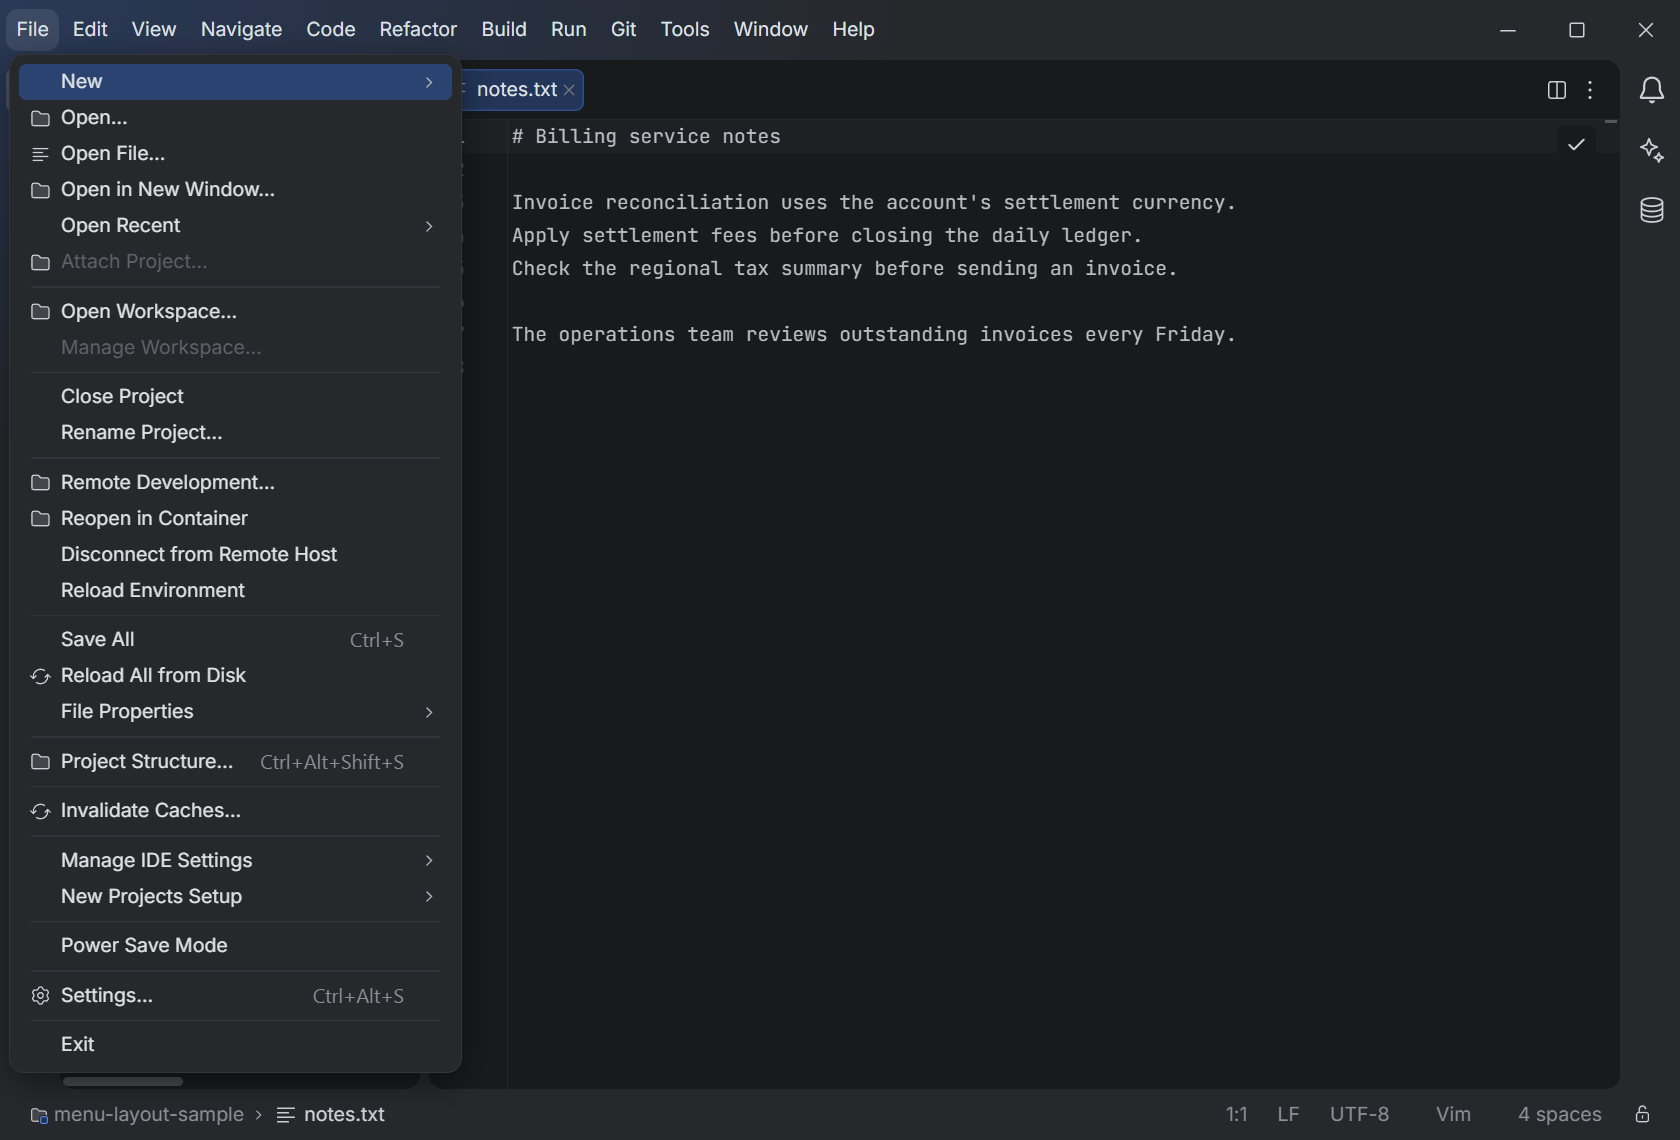 File Edit View Navigate Code Refactor Build Run Git Tools Window Help
New
Open...
Open File...
Open in New Window...
Open Recent
Attach Project...
Open Workspace...
Manage Workspace...
Close Project
Rename Project...
Remote Development...
Reopen in Container
Disconnect from Remote Host
Reload Environment
Save All Ctrl+S
Reload All from Disk
File Properties
Project Structure... Ctrl+Alt+Shift+S
Invalidate Caches...
Manage IDE Settings
New Projects Setup
Power Save Mode
Settings... Ctrl+Alt+S
Exit
notes.txt
# Billing service notes
Invoice reconciliation uses the account's settlement currency.
Apply settlement fees before closing the daily ledger.
Check the regional tax summary before sending an invoice.
The operations team reviews outstanding invoices every Friday.
menu-layout-sample > notes.txt 1:1 LF UTF-8 Vim 4 spaces